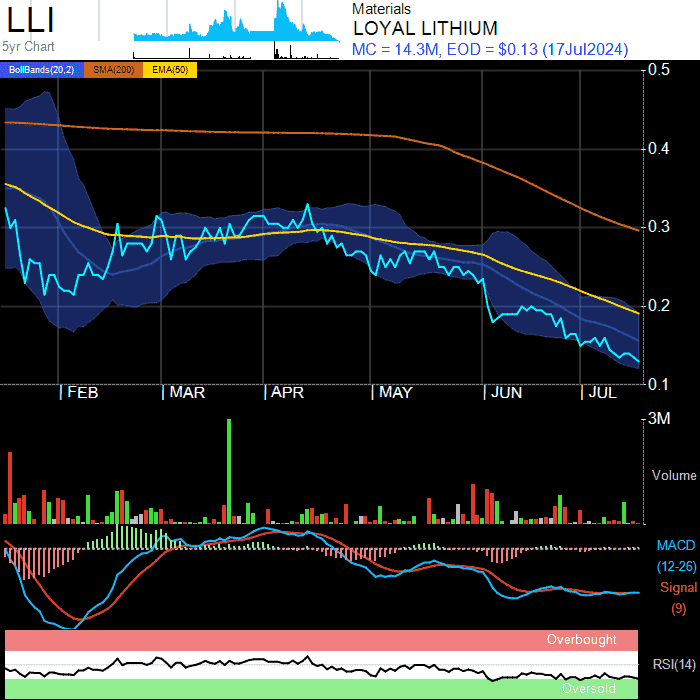 LLI
5yr Chart
Materials
LOYAL LITHIUM
MC = 14.3M, EOD = $0.13 (17Jul2024)
BollBands(20,2) SMA(200) EMA(50)
0.5
0.4
0.3
0.2
0.1
FEB MAR APR MAY JUN JUL
3M
Volume
MACD
(12-26)
Signal
(9)
Overbought
RSI(14)
Oversold